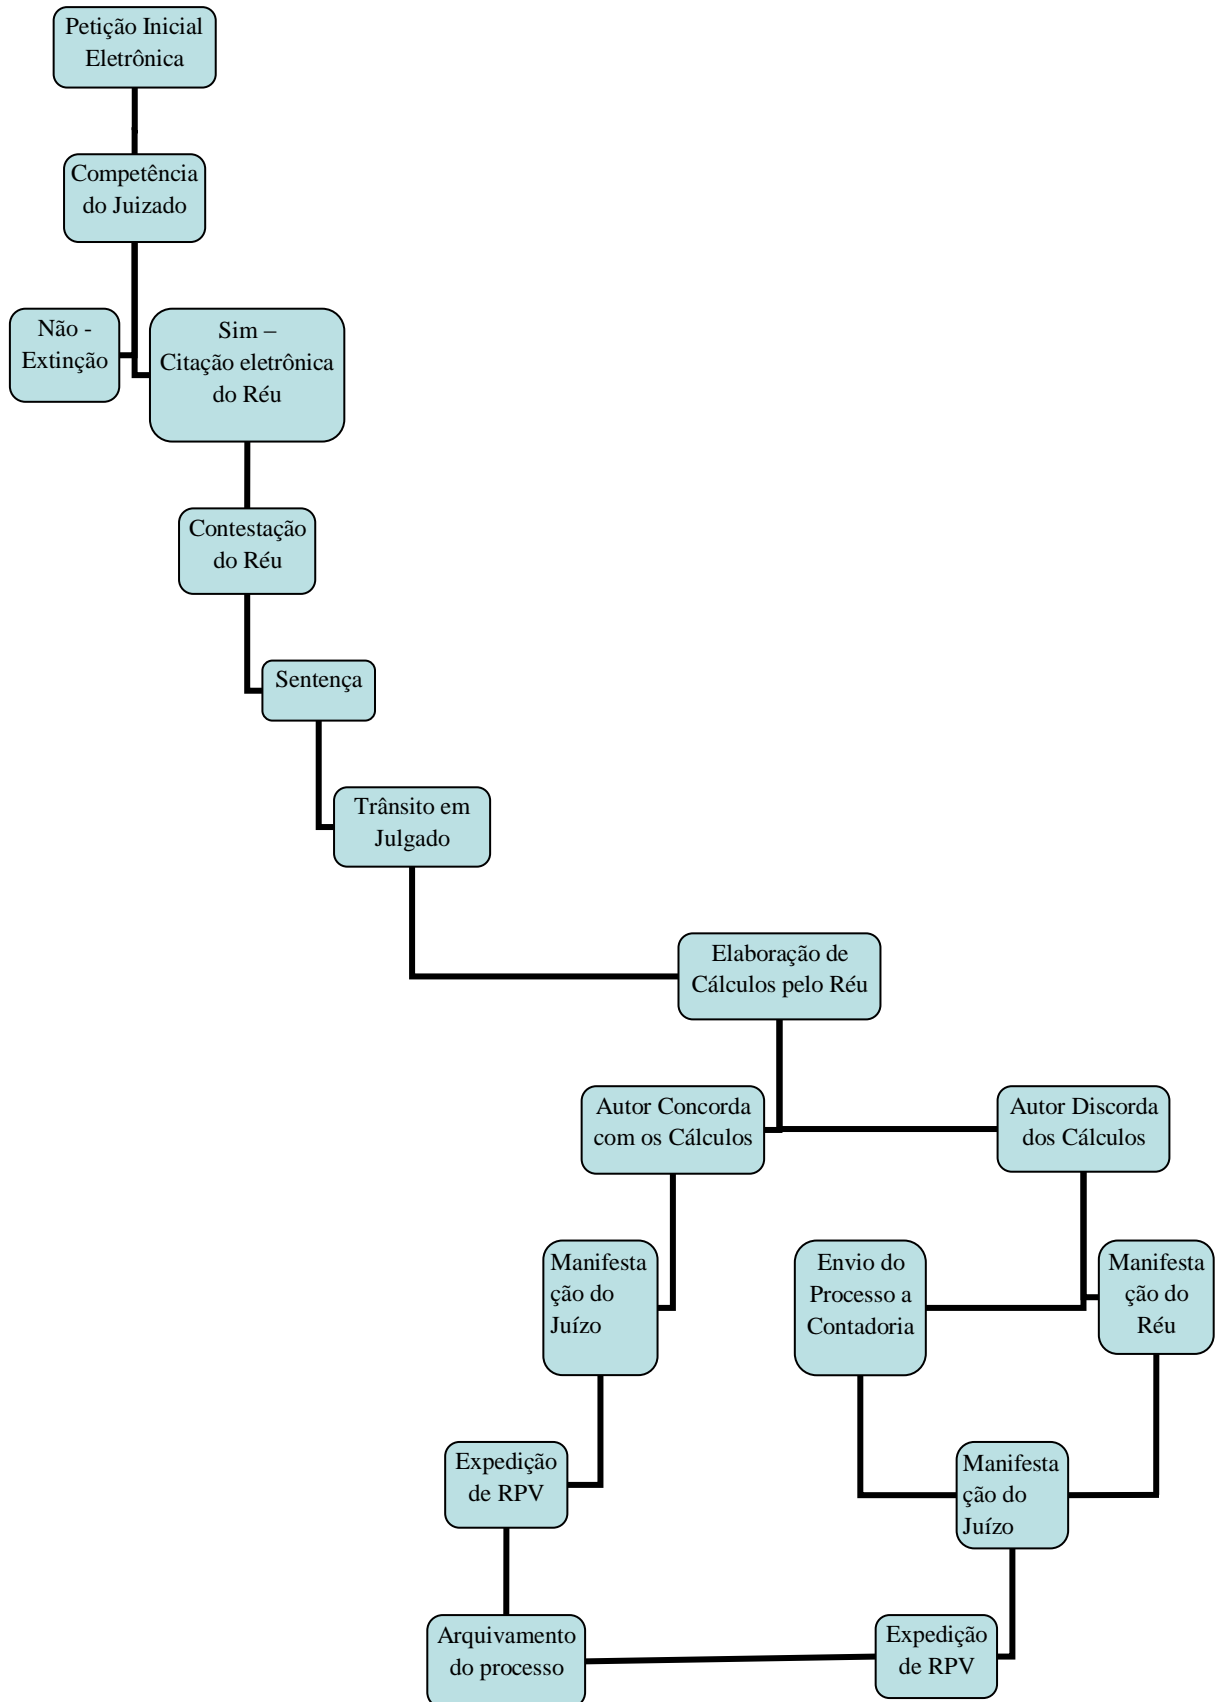 Petição Inicial
Eletrônica
Competência
do Juizado
Não -
Extinção
Sim –
Citação eletrônica
do Réu
Contestação
do Réu
Sentença
Trânsito em
Julgado
Elaboração de
Cálculos pelo Réu
Autor Concorda
com os Cálculos
Autor Discorda
dos Cálculos
Manifesta
ção do
Juízo
Envio do
Processo a
Contadoria
Manifesta
ção do
Réu
Expedição
de RPV
Manifesta
ção do
Juízo
Arquivamento
do processo
Expedição
de RPV